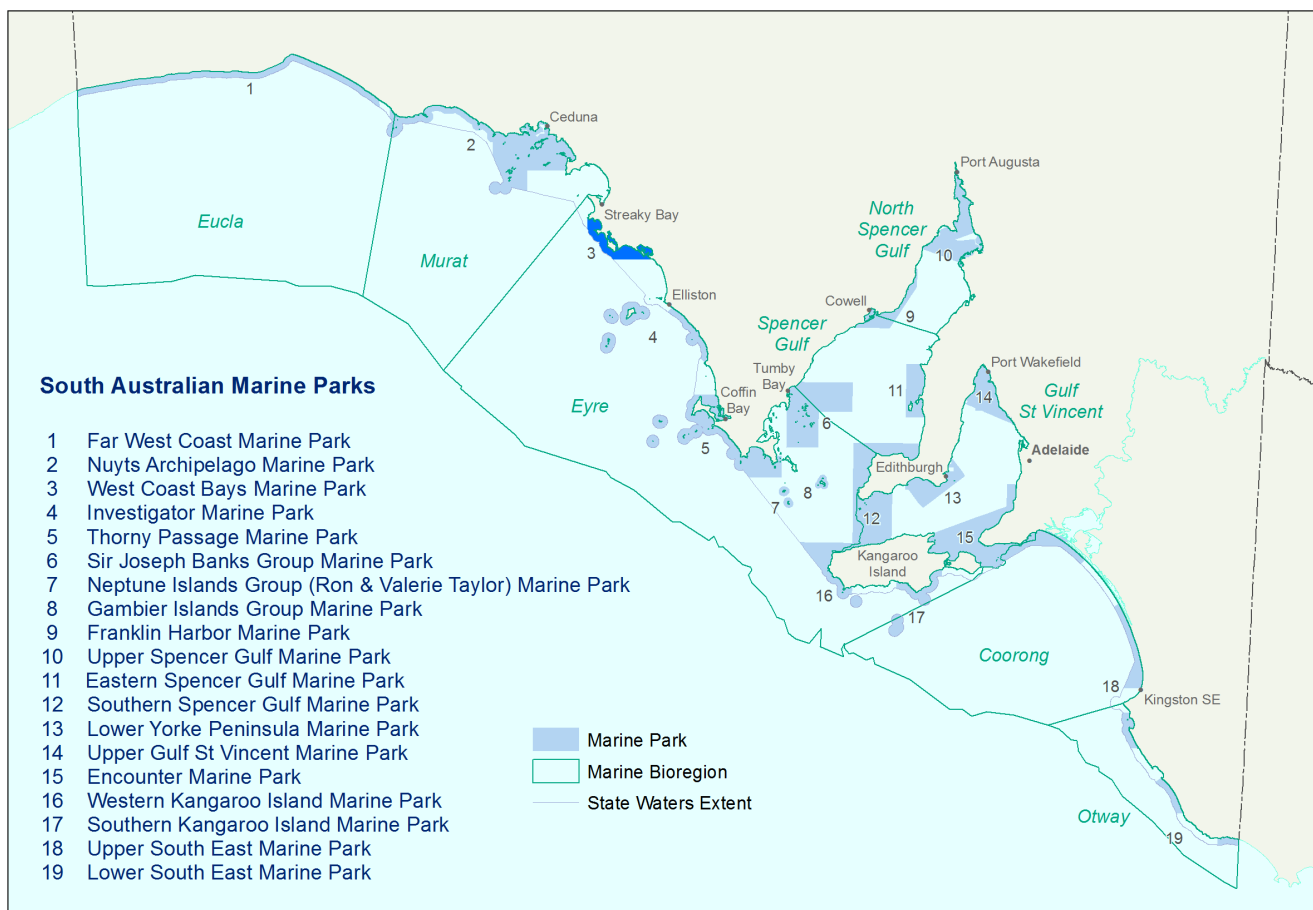 1
Ceduna
2
Port Augusta
Eucla
Streaky Bay
North
Spencer
Gulf
3
10
Murat
Elliston
Cowell
9
4
Spencer
Gulf
Port Wakefield
Tumby
Bay
11
14
Gulf
St Vincent
Coffin
Bay
Eyre
6
5
Adelaide
Edithburgh
8
13
7
12
15
Kangaroo
Island
16
17
Coorong
18
Kingston SE
Otway
19
South Australian Marine Parks
1 Far West Coast Marine Park
2 Nuyts Archipelago Marine Park
3 West Coast Bays Marine Park
4 Investigator Marine Park
5 Thorny Passage Marine Park
6 Sir Joseph Banks Group Marine Park
7 Neptune Islands Group (Ron & Valerie Taylor) Marine Park
8 Gambier Islands Group Marine Park
9 Franklin Harbor Marine Park
10 Upper Spencer Gulf Marine Park
11 Eastern Spencer Gulf Marine Park
12 Southern Spencer Gulf Marine Park
13 Lower Yorke Peninsula Marine Park
14 Upper Gulf St Vincent Marine Park
15 Encounter Marine Park
16 Western Kangaroo Island Marine Park
17 Southern Kangaroo Island Marine Park
18 Upper South East Marine Park
19 Lower South East Marine Park
Marine Park
Marine Bioregion
State Waters Extent